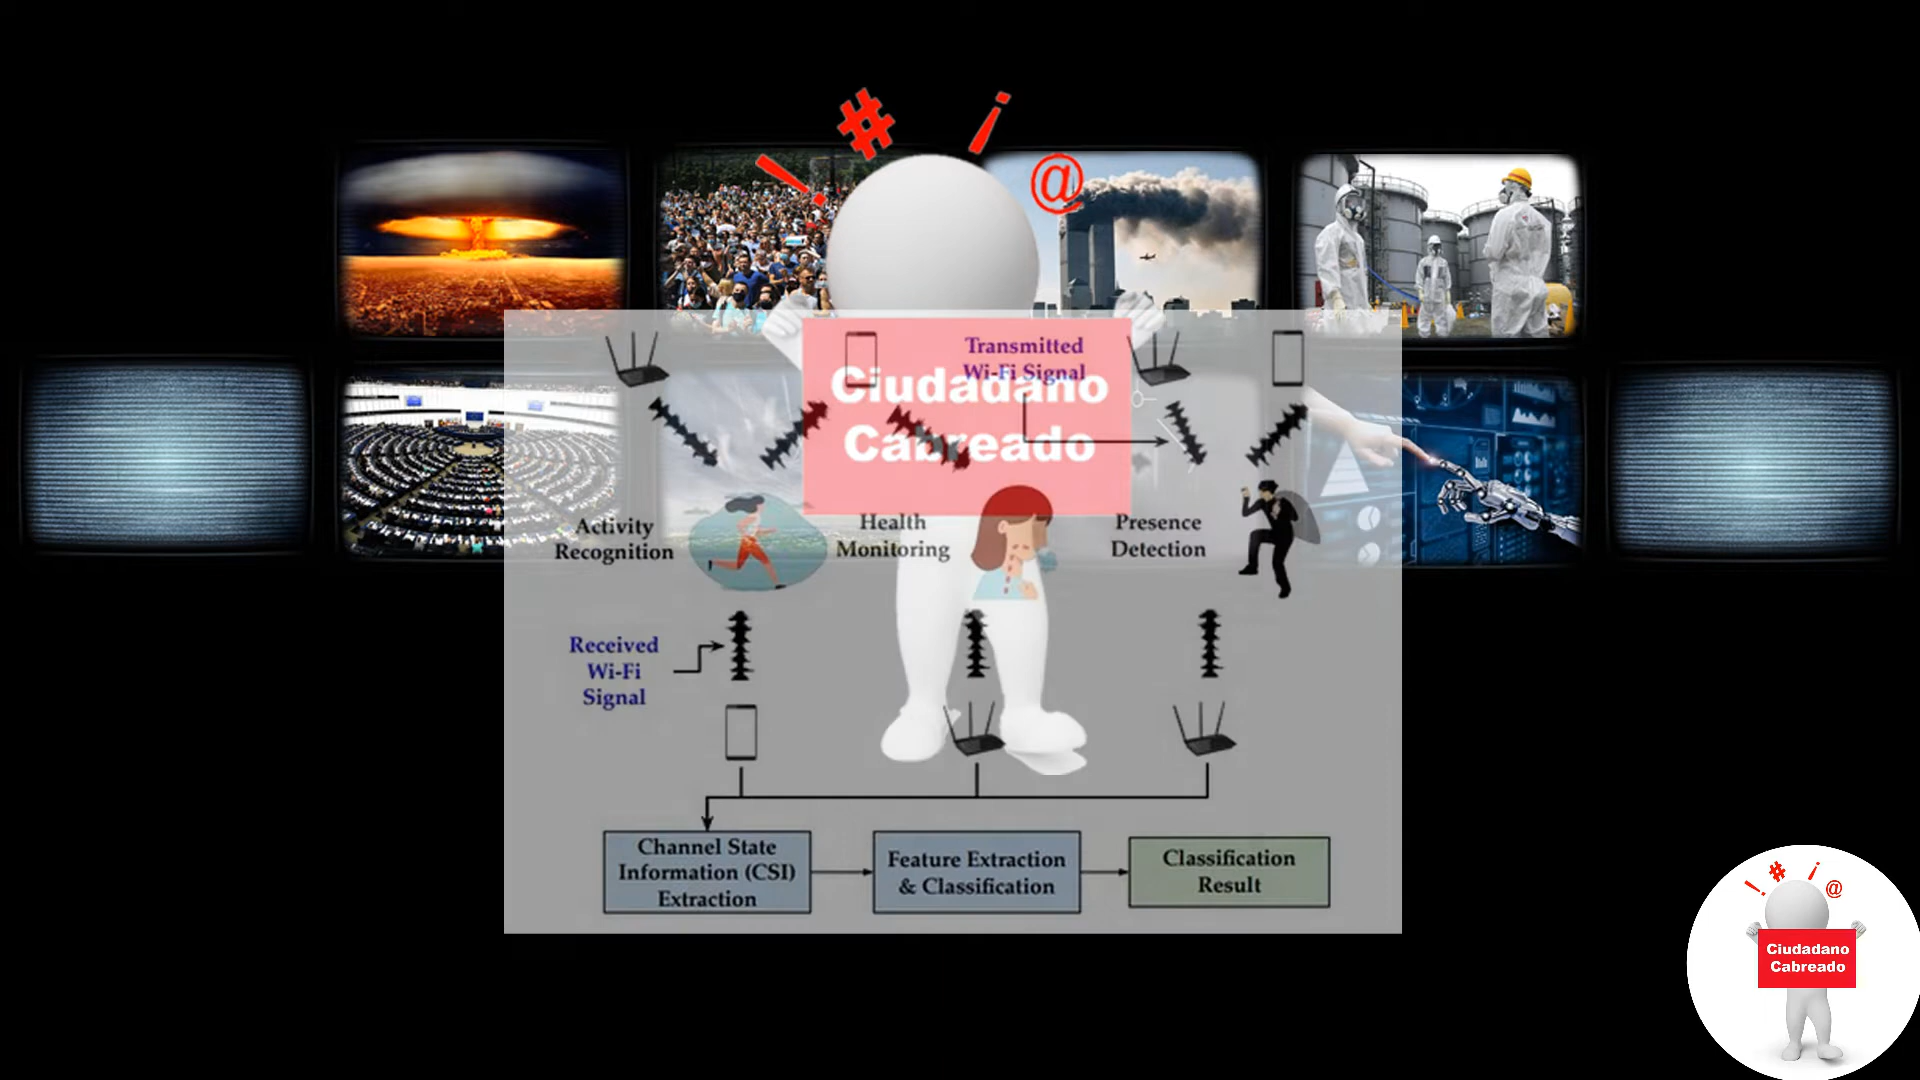 ! # ¡ @
Transmitted
Wi-Fi Signal
Ciudadano
Cabreado
Activity
Recognition
Health
Monitoring
Presence
Detection
Received
Wi-Fi
Signal
Channel State
Information (CSI)
Extraction
Feature Extraction
& Classification
Classification
Result
! # ¡ @
Ciudadano
Cabreado